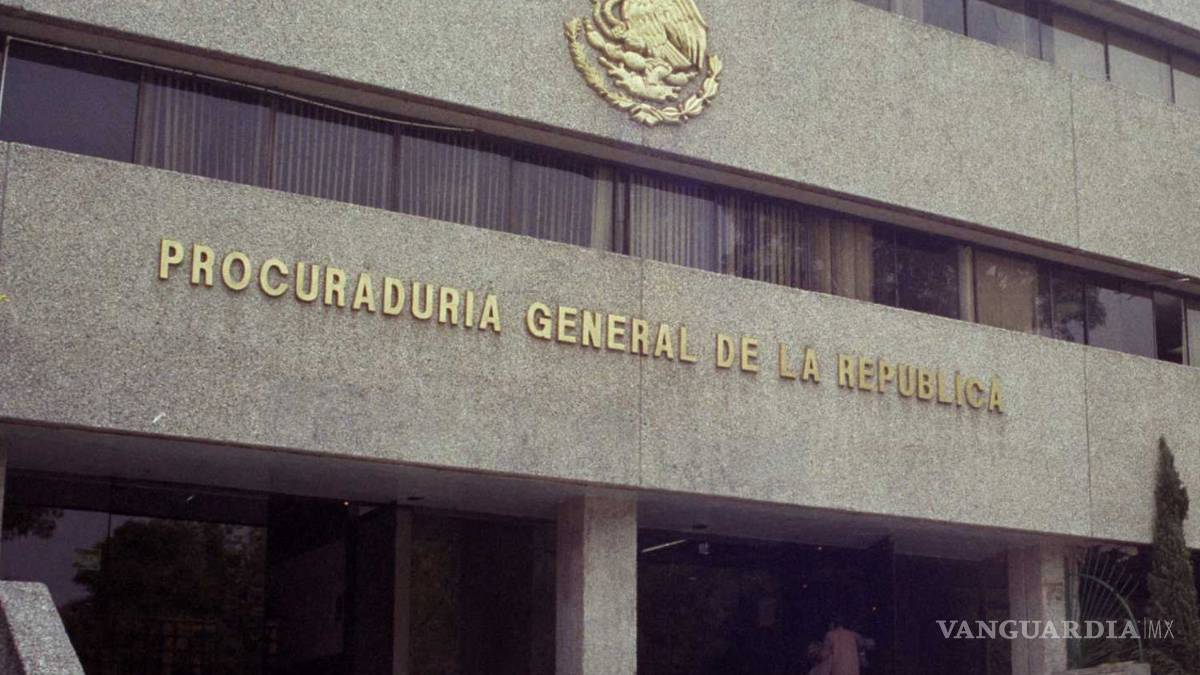 PROCURADURIA GENERAL DE LA REPUBLICA
VANGUARDIA|MX